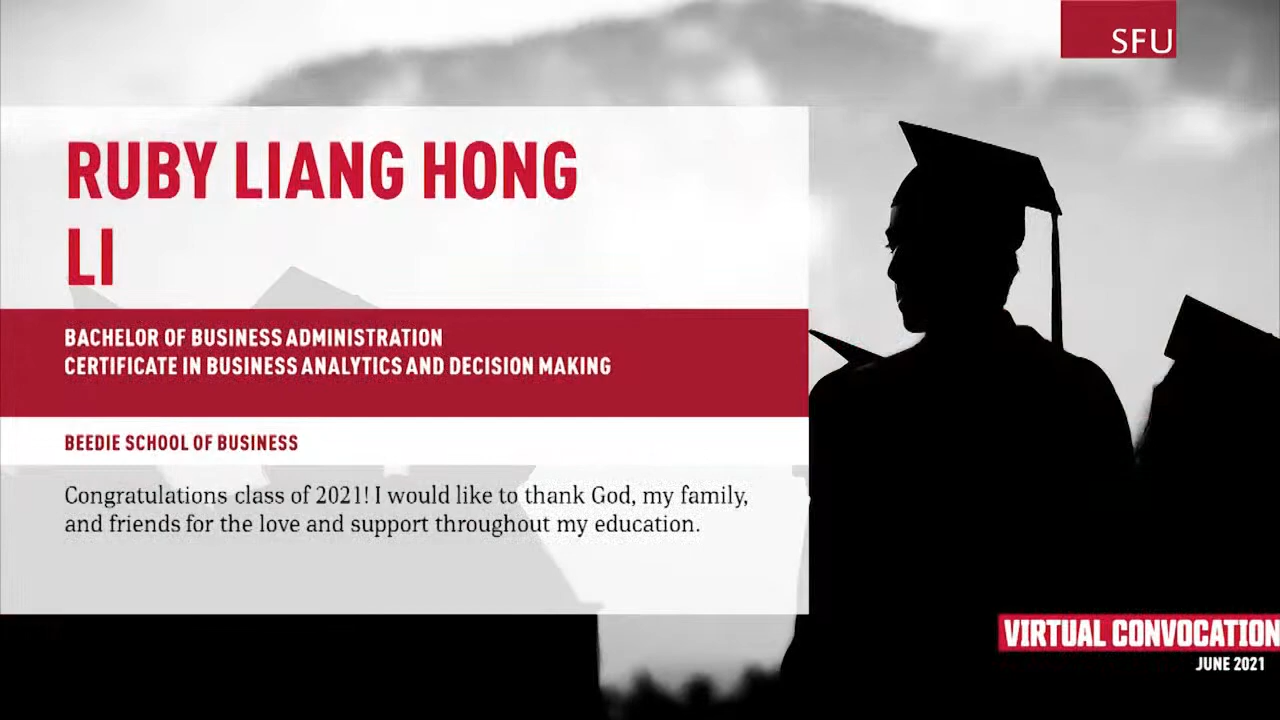 SFU
RUBY LIANG HONG
LI
BACHELOR OF BUSINESS ADMINISTRATION
CERTIFICATE IN BUSINESS ANALYTICS AND DECISION MAKING
BEEDIE SCHOOL OF BUSINESS
Congratulations class of 2021! I would like to thank God, my family,
and friends for the love and support throughout my education.
VIRTUAL CONVOCATION
JUNE 2021